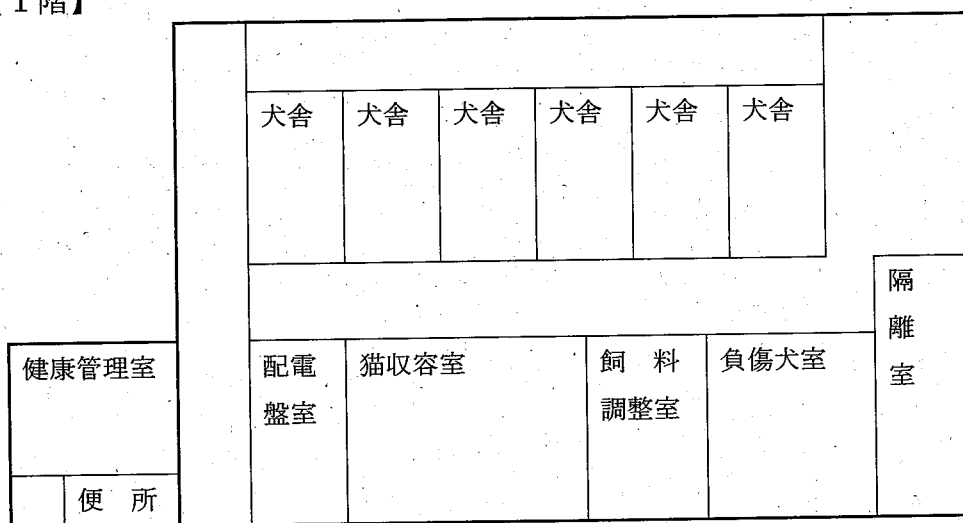 １階】
犬舎 犬舎 犬舎 犬舎 犬舎 犬舎
隔
離
室
健康管理室
配電
盤室
猫収容室
飼　料
調整室
負傷犬室
便　所